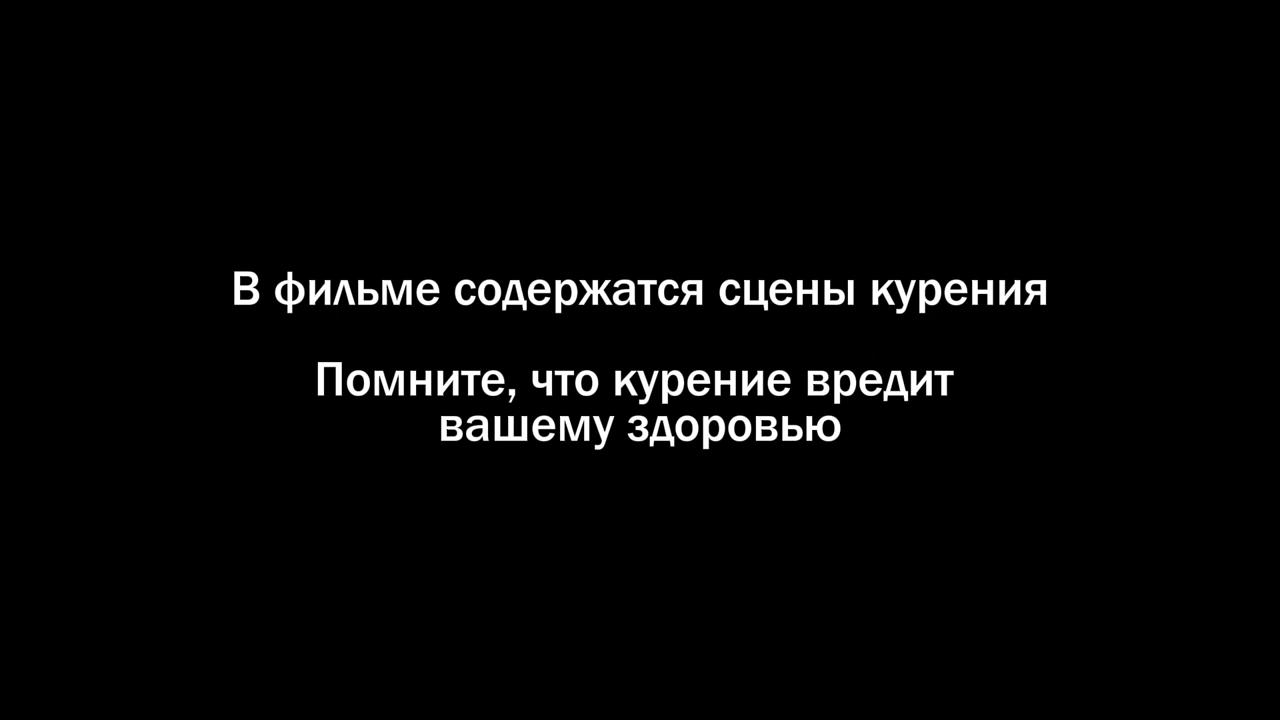 В фильме содержатся сцены курения
Помните, что курение вредит
вашему здоровью